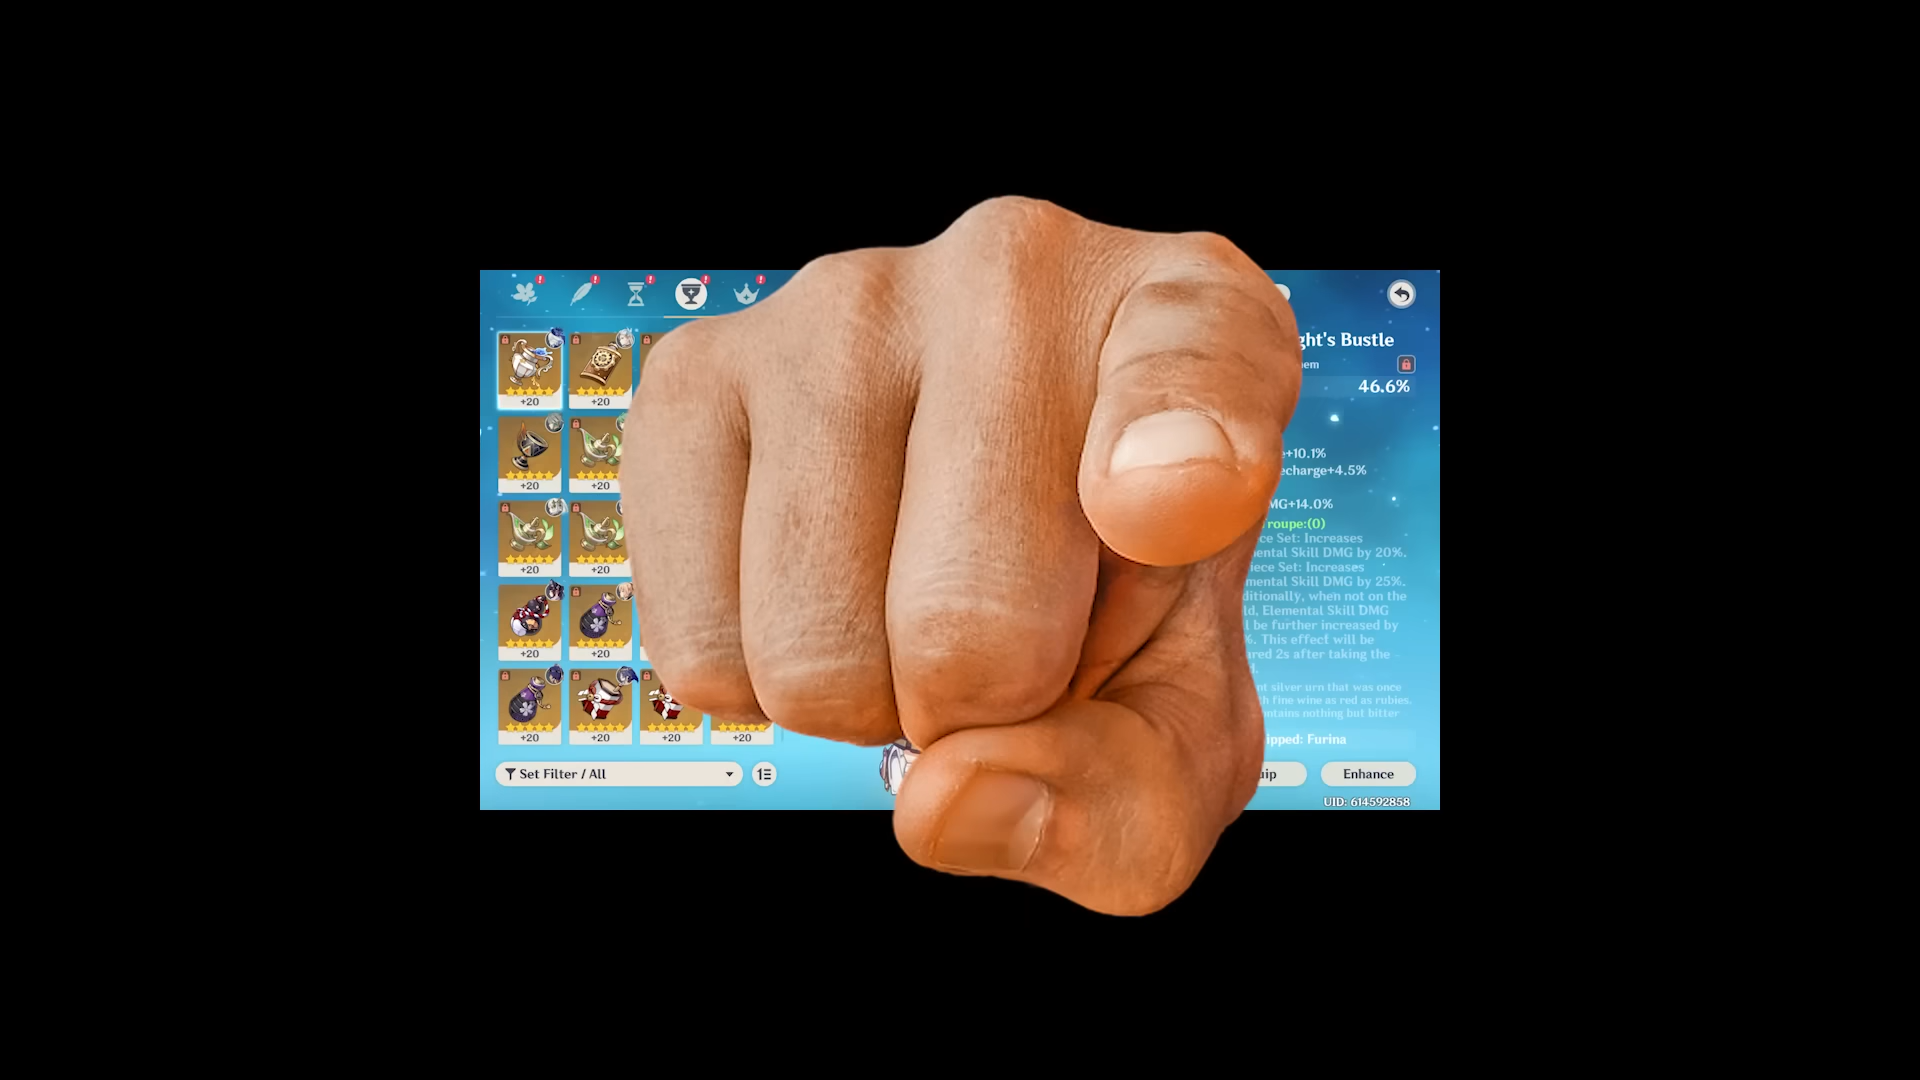 ght's Bustle
46.6%
+10.1%
echarge+4.5%
MG+14.0%
roupe:(0)
ce Set: Increases
ental Skill DMG by 20%.
iece Set: Increases
mental Skill DMG by 25%.
ditionally, when not on the
ld, Elemental Skill DMG
l be further increased by
%. This effect will be
ared 2s after taking the
d.
nt silver urn that was once
h fine wine as red as rubies.
ntains nothing but bitter
ipped: Furina
+20
+20
+20
+20
+20
+20
+20
+20
+20
+20
+20
Set Filter / All
uip
Enhance
UID: 614592858